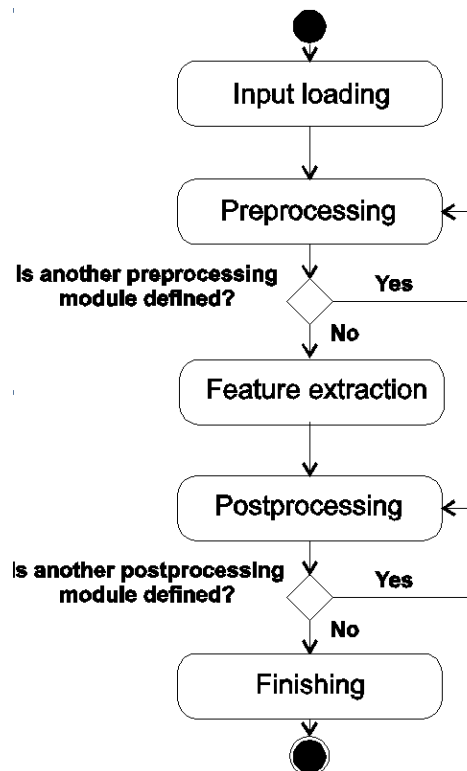 Input loading
Preprocessing
Is another preprocessing
module defined?
Yes
No
Feature extraction
Postprocessing
Is another postprocessing
module defined?
Yes
No
Finishing